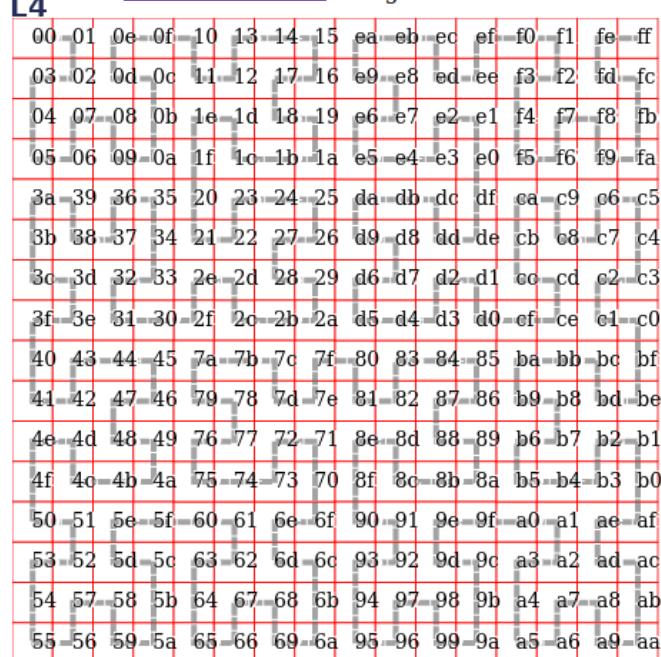 L4
00 01 0e 0f 10 13 14 15 ea eb ec ef f0 f1 fe ff
03 02 0d 0c 11 12 17 16 e9 e8 ed ee f3 f2 fd fc
04 07 08 0b 1e 1d 18 19 e6 e7 e2 e1 f4 f7 f8 fb
05 06 09 0a 1f 1c 1b 1a e5 e4 e3 e0 f5 f6 f9 fa
3a 39 36 35 20 23 24 25 da db dc df ca c9 c6 c5
3b 38 37 34 21 22 27 26 d9 d8 dd de cb c8 c7 c4
3c 3d 32 33 2e 2d 28 29 d6 d7 d2 d1 cc cd c2 c3
3f 3e 31 30 2f 2c 2b 2a d5 d4 d3 d0 cf ce c1 c0
40 43 44 45 7a 7b 7c 7f 80 83 84 85 ba bb bc bf
41 42 47 46 79 78 7d 7e 81 82 87 86 b9 b8 bd be
4e 4d 48 49 76 77 72 71 8e 8d 88 89 b6 b7 b2 b1
4f 4c 4b 4a 75 74 73 70 8f 8c 8b 8a b5 b4 b3 b0
50 51 5e 5f 60 61 6e 6f 90 91 9e 9f a0 a1 ae af
53 52 5d 5c 63 62 6d 6c 93 92 9d 9c a3 a2 ad ac
54 57 58 5b 64 67 68 6b 94 97 98 9b a4 a7 a8 ab
55 56 59 5a 65 66 69 6a 95 96 99 9a a5 a6 a9 aa